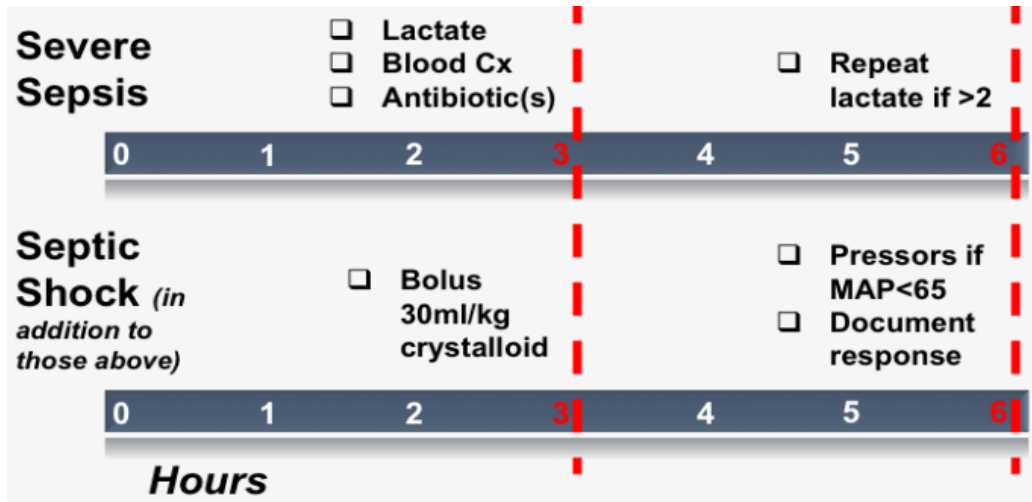 Severe
Sepsis
❑ Lactate
❑ Blood Cx
❑ Antibiotic(s)
❑ Repeat
lactate if >2
0 1 2 3 4 5 6
Septic
Shock (in
addition to
those above)
❑ Bolus
30ml/kg
crystalloid
❑ Pressors if
MAP<65
❑ Document
response
0 1 2 3 4 5 6
Hours